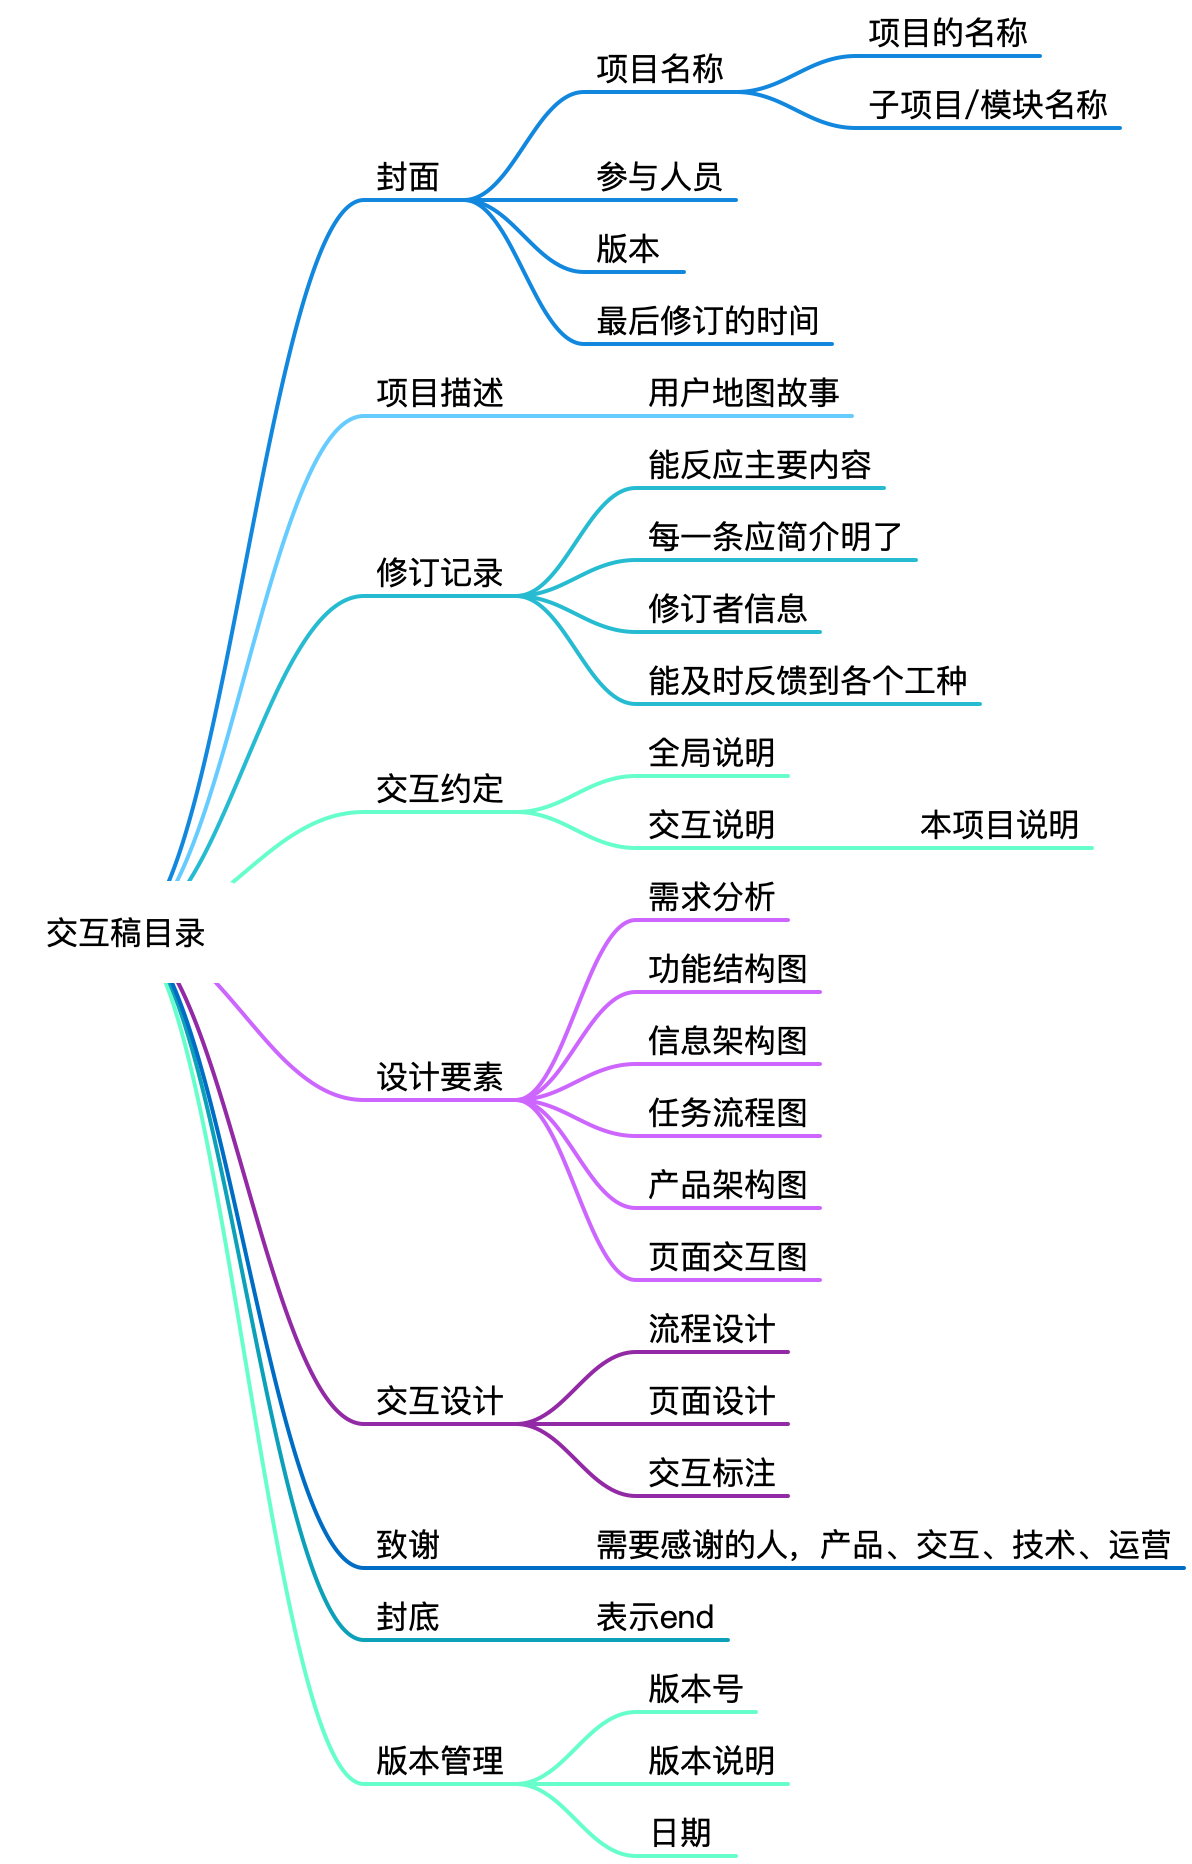 交互稿目录
封面
项目名称
项目的名称
子项目/模块名称
参与人员
版本
最后修订的时间
项目描述
用户地图故事
修订记录
能反应主要内容
每一条应简介明了
修订者信息
能及时反馈到各个工种
交互约定
全局说明
交互说明
本项目说明
设计要素
需求分析
功能结构图
信息架构图
任务流程图
产品架构图
页面交互图
交互设计
流程设计
页面设计
交互标注
致谢
需要感谢的人，产品、交互、技术、运营
封底
表示end
版本管理
版本号
版本说明
日期